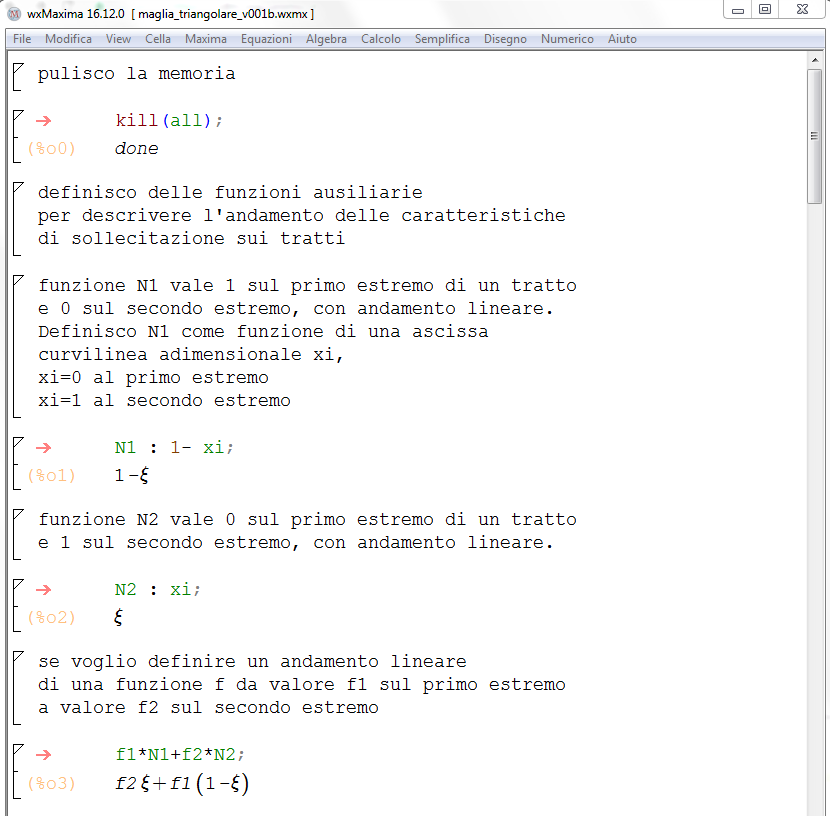 wxMaxima 16.12.0 [ maglia_triangolare_v001b.wxmx ]
File Modifica View Cella Maxima Equazioni Algebra Calcolo Semplifica Disegno Numerico Aiuto
pulisco la memoria
→ kill(all);
(%o0) done
definisco delle funzioni ausiliarie
per descrivere l'andamento delle caratteristiche
di sollecitazione sui tratti
funzione N1 vale 1 sul primo estremo di un tratto
e 0 sul secondo estremo, con andamento lineare.
Definisco N1 come funzione di una ascissa
curvilinea adimensionale xi,
xi=0 al primo estremo
xi=1 al secondo estremo
→ N1 : 1- xi;
(%o1) 1-ξ
funzione N2 vale 0 sul primo estremo di un tratto
e 1 sul secondo estremo, con andamento lineare.
→ N2 : xi;
(%o2) ξ
se voglio definire un andamento lineare
di una funzione f da valore f1 sul primo estremo
a valore f2 sul secondo estremo
→ f1*N1+f2*N2;
(%o3) f2 ξ+f1(1-ξ)